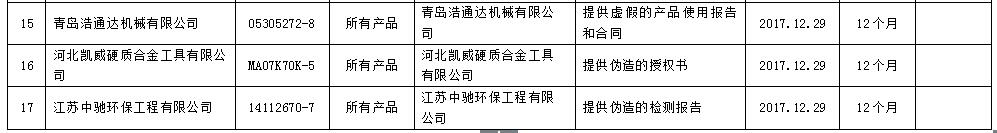 15 青岛浩通达机械有限公司 05305272-8 所有产品 青岛浩通达机械有限公司 提供虚假的产品使用报告和合同 2017.12.29 12个月
16 河北凯威硬质合金工具有限公司 MA07K70K-5 所有产品 河北凯威硬质合金工具有限公司 提供伪造的授权书 2017.12.29 12个月
17 江苏中驰环保工程有限公司 14112670-7 所有产品 江苏中驰环保工程有限公司 提供伪造的检测报告 2017.12.29 12个月